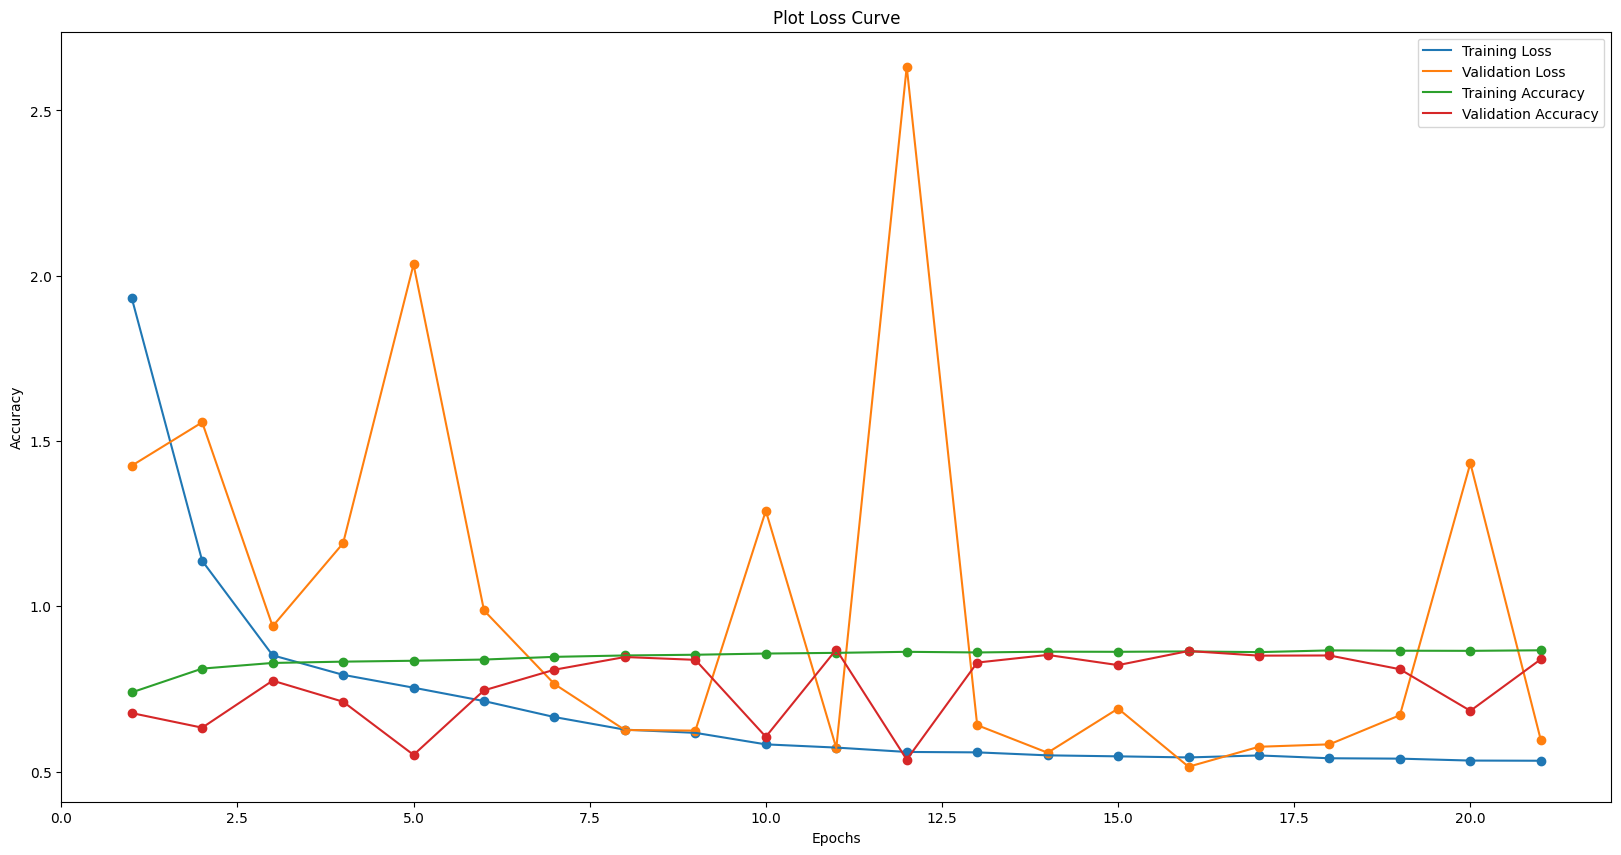 Plot Loss Curve
Training Loss
Validation Loss
Training Accuracy
Validation Accuracy
2.5
2.0
1.5
1.0
0.5
Accuracy
0.0
2.5
5.0
7.5
10.0
12.5
15.0
17.5
20.0
Epochs